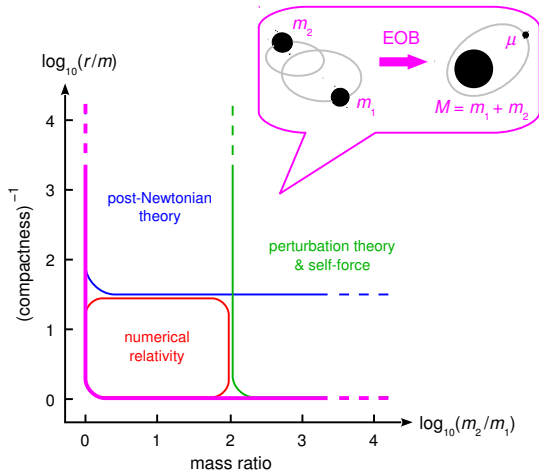 m₂
EOB
μ
m₁
M = m₁ + m₂
log₁₀(r/m)
(compactness)⁻¹
4
3
2
1
0
post-Newtonian
theory
perturbation theory
& self-force
numerical
relativity
0
1
2
3
4
log₁₀(m₂/m₁)
mass ratio